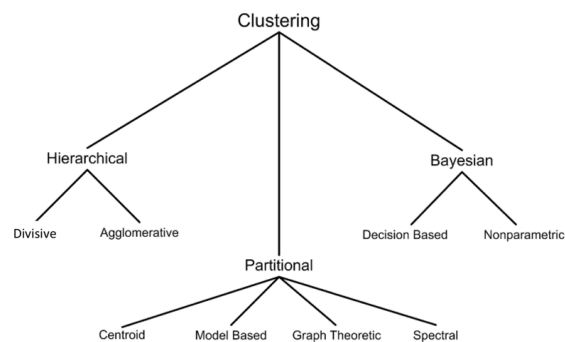 Clustering
Hierarchical
Bayesian
Divisive
Agglomerative
Decision Based
Nonparametric
Partitional
Centroid
Model Based
Graph Theoretic
Spectral